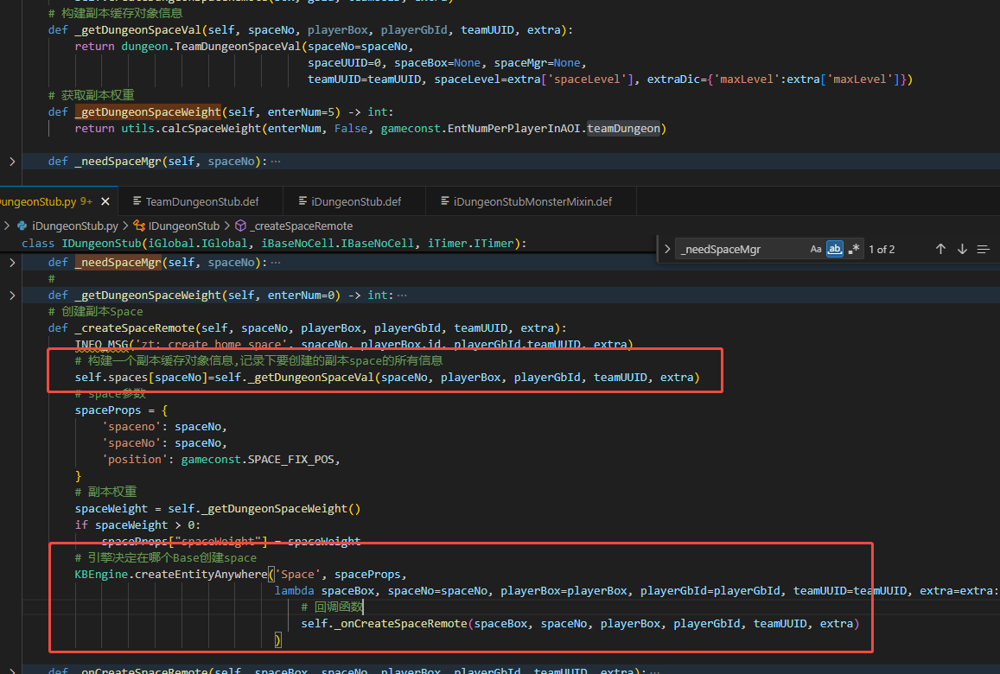 # 构建副本缓存对象信息
def _getDungeonSpaceVal(self, spaceNo, playerBox, playerGbId, teamUUID, extra):
return dungeon.TeamDungeonSpaceVal(spaceNo=spaceNo,
spaceUUID=0, spaceBox=None, spaceMgr=None,
teamUUID=teamUUID, spaceLevel=extra['spaceLevel'], extraDic={'maxLevel':extra['maxLevel']})
# 获取副本权重
def _getDungeonSpaceWeight(self, enterNum=5) -> int:
return utils.calcSpaceWeight(enterNum, False, gameconst.EntNumPerPlayerInAOI.teamDungeon)
def _needSpaceMgr(self, spaceNo):⋯
ungeonStub.py 9+ TeamDungeonStub.def iDungeonStub.def iDungeonStubMonsterMixin.def
iDungeonStub.py > IDungeonStub > _createSpaceRemote
class IDungeonStub(iGlobal.IGlobal, iBaseNoCell.IBaseNoCell, iTimer.ITimer):
_needSpaceMgr Aa ab .* 1 of 2
def _needSpaceMgr(self, spaceNo):⋯
#
def _getDungeonSpaceWeight(self, enterNum=0) -> int:⋯
# 创建副本Space
def _createSpaceRemote(self, spaceNo, playerBox, playerGbId, teamUUID, extra):
INFO_MSG('zt: create home space', spaceNo, playerBox.id, playerGbId,teamUUID, extra)
# 构建一个副本缓存对象信息,记录下要创建的副本space的所有信息
self.spaces[spaceNo]=self._getDungeonSpaceVal(spaceNo, playerBox, playerGbId, teamUUID, extra)
# space参数
spaceProps = {
'spaceno': spaceNo,
'spaceNo': spaceNo,
'position': gameconst.SPACE_FIX_POS,
}
# 副本权重
spaceWeight = self._getDungeonSpaceWeight()
if spaceWeight > 0:
spaceProps["spaceWeight"] = spaceWeight
# 引擎决定在哪个Base创建space
KBEngine.createEntityAnywhere('Space', spaceProps,
lambda spaceBox, spaceNo=spaceNo, playerBox=playerBox, playerGbId=playerGbId, teamUUID=teamUUID, extra=extra:
# 回调函数
self._onCreateSpaceRemote(spaceBox, spaceNo, playerBox, playerGbId, teamUUID, extra)
)
def _onCreateSpaceRemote(self, spaceBox, spaceNo, playerBox, playerGbId, teamUUID, extra):⋯